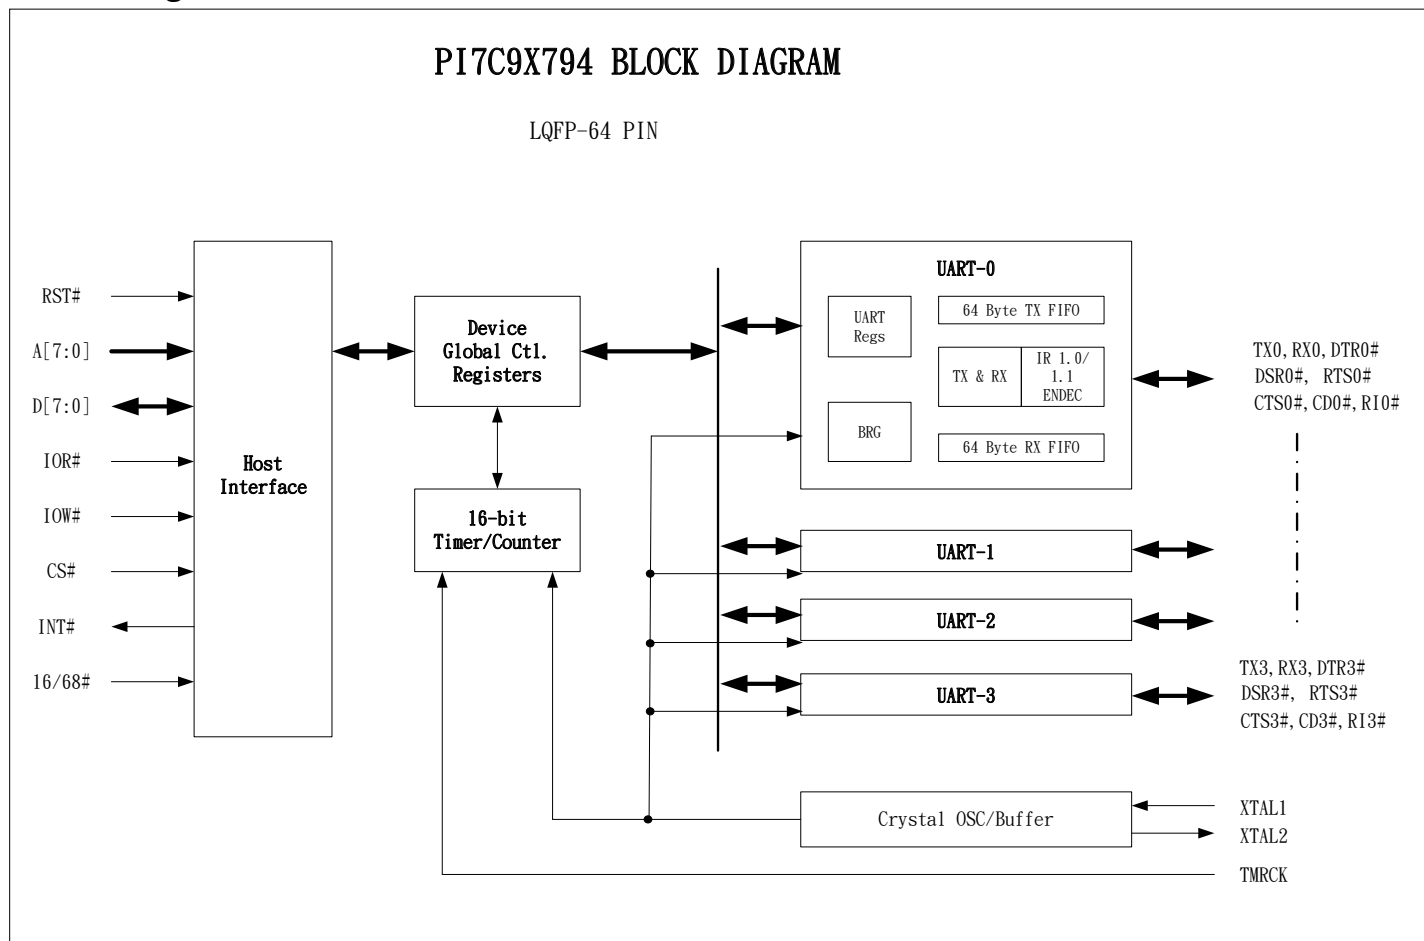 PI7C9X794 BLOCK DIAGRAM
LQFP-64 PIN
RST#
A[7:0]
D[7:0]
IOR#
IOW#
CS#
INT#
16/68#
Host
Interface
Device
Global Ctl.
Registers
16-bit
Timer/Counter
UART-0
UART
Regs
BRG
64 Byte TX FIFO
TX & RX
IR 1.0/
1.1
ENDEC
64 Byte RX FIFO
UART-1
UART-2
UART-3
Crystal OSC/Buffer
TX0, RX0, DTR0#
DSR0#, RTS0#
CTS0#, CD0#, RI0#
TX3, RX3, DTR3#
DSR3#, RTS3#
CTS3#, CD3#, RI3#
XTAL1
XTAL2
TMRCK